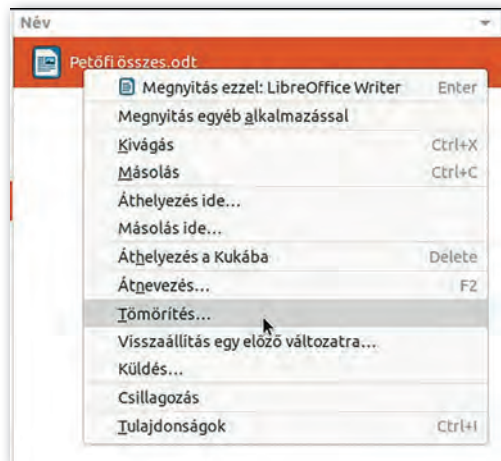 Név
Petőfi összes.odt
Megnyitás ezzel: LibreOffice Writer Enter
Megnyitás egyéb alkalmazással
Kivágás Ctrl+X
Másolás Ctrl+C
Áthelyezés ide...
Másolás ide...
Áthelyezés a Kukába Delete
Átnevezés... F2
Tömörítés...
Visszaállítás egy előző változatra...
Küldés...
Csillagozás
Tulajdonságok Ctrl+I